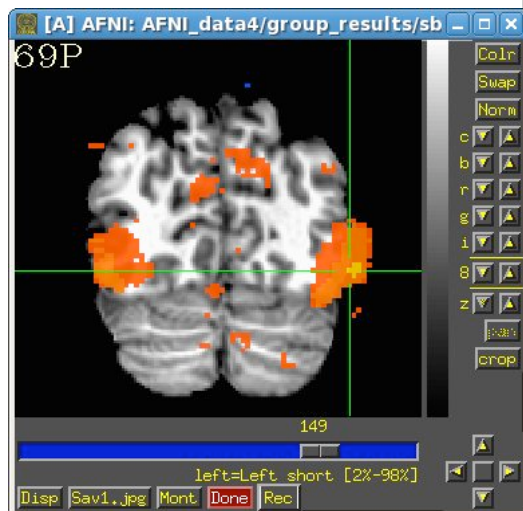 [A] AFNI: AFNI_data4/group_results/sb
69P
Colr
Swap
Norm
c
b
r
g
i
8
z
pan
crop
149
left=Left short [2%-98%]
Disp Sav1.jpg Mont Done Rec